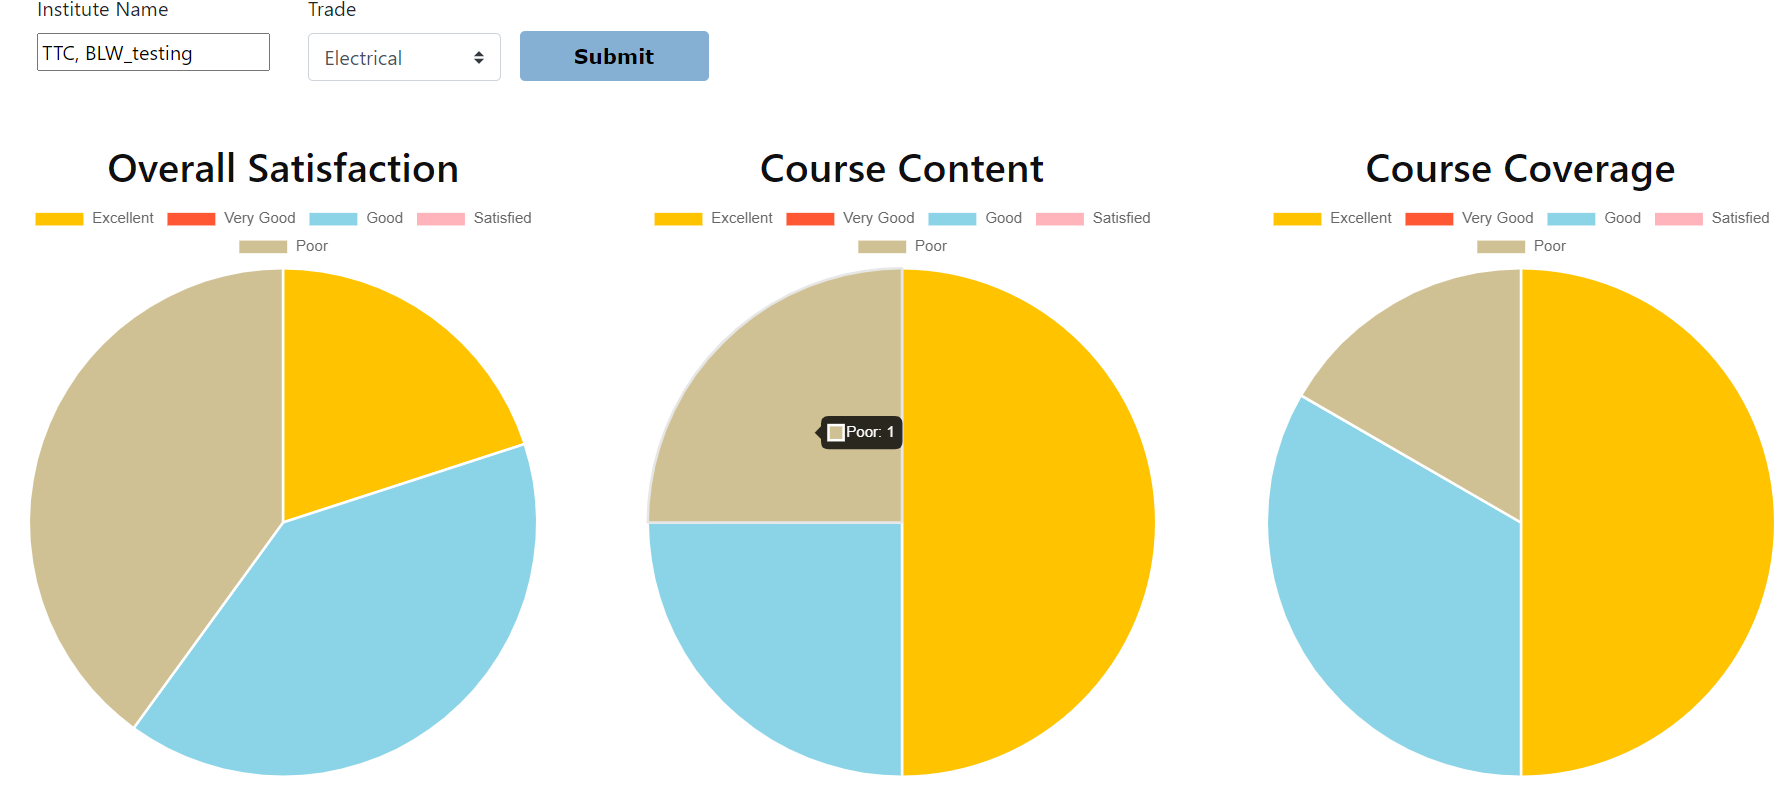 Institute Name
Trade
TTC, BLW_testing
Electrical
Submit
Overall Satisfaction
Excellent Very Good Good Satisfied
Poor
Course Content
Excellent Very Good Good Satisfied
Poor
Poor: 1
Course Coverage
Excellent Very Good Good Satisfied
Poor